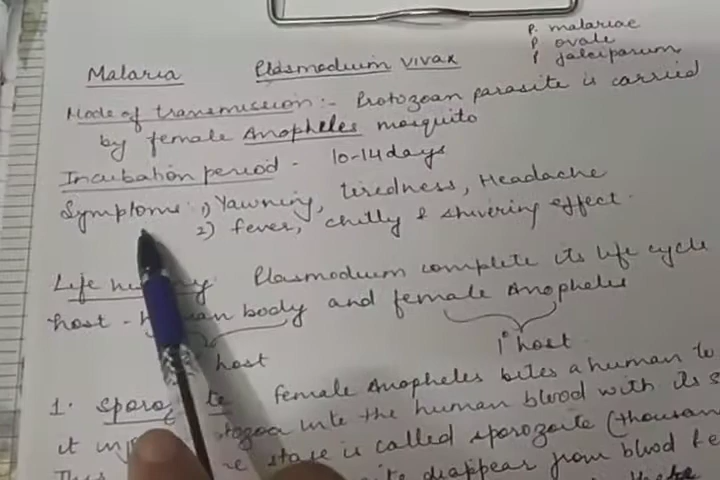 P. malariae
P ovale
P falciparum
Malaria Plasmodium vivax
Mode of transmission :- Protozoan parasite is carried
by female Anopheles mosquito
Incubation period - 10-14 days
Symptoms: 1) Yawning, tiredness, Headache
2) fever, chilly & shivering effect.
Life Plasmodium complete its life cycle
host - body and female Anopheles
host 1° host
1. female Anopheles bites a human to
it into the human blood with its
stage is called sporozoite (thousan
This disappear from blood